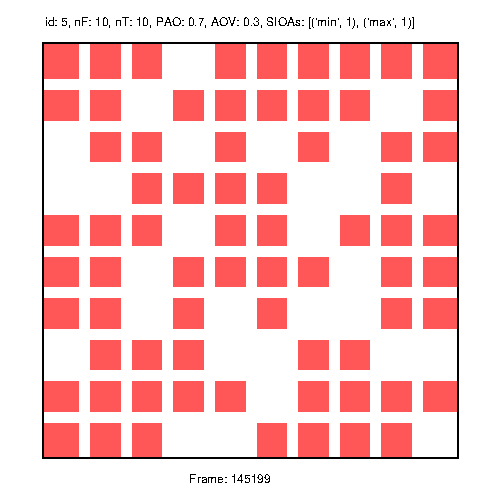 id: 5, nF: 10, nT: 10, PAO: 0.7, AOV: 0.3, SIOAs: [('min', 1), ('max', 1)]
Frame: 145199